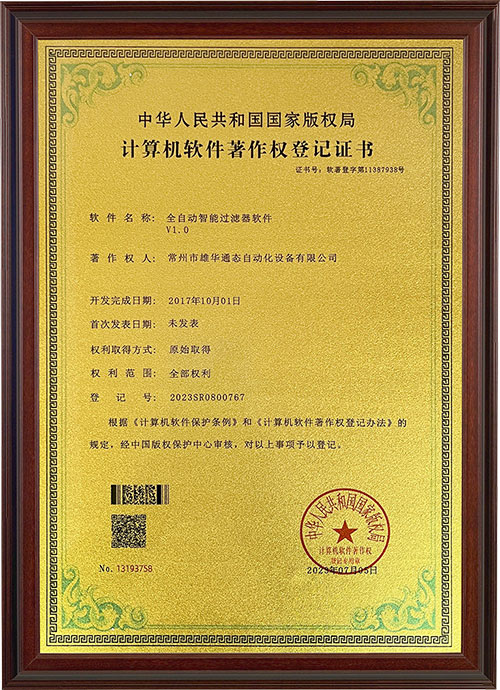 中华人民共和国国家版权局
计算机软件著作权登记证书
证书号：软著登字第11387938号
软件名称：全自动智能过滤器软件
V1.0
著作权人：常州市雄华通态自动化设备有限公司
开发完成日期：2017年10月01日
首次发表日期：未发表
权利取得方式：原始取得
权利范围：全部权利
登记号：2023SR0800767
根据《计算机软件保护条例》和《计算机软件著作权登记办法》的
规定，经中国版权保护中心审核，对以上事项予以登记。
中华人民共和国国家版权局
计算机软件著作权
登记专用章
No. 13193758
2023年07月05日